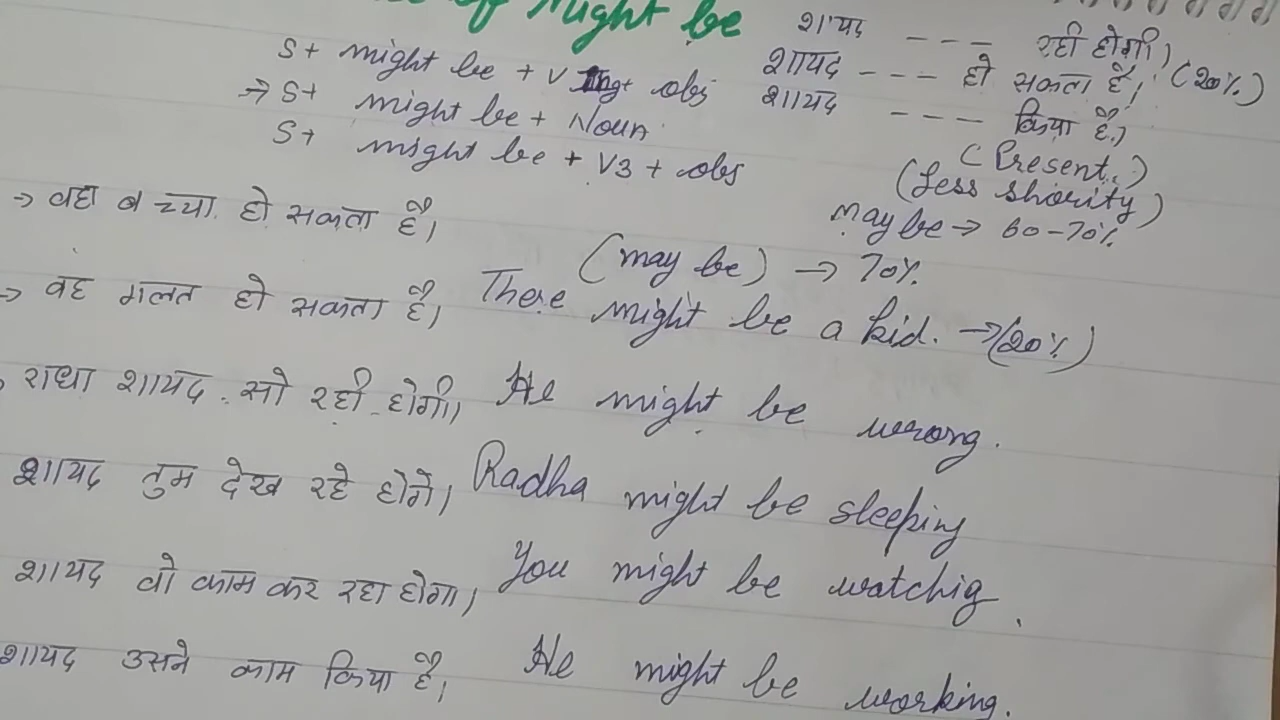 of Might be
S+ might be + V ing+ obj शायद --- रही होगी।
→ S+ might be + Noun शायद --- हो सकता है। (20%)
S+ might be + V3 + obj शायद ---- किया है।
(Present.)
(Less shority)
may be → 60-70%
→ वहा बच्चा हो सकता है। (may be) → 70%
There might be a kid. → (20%)
→ वह गलत हो सकता है। He might be wrong.
राधा शायद सो रही होगी। Radha might be sleeping
शायद तुम देख रहे होगे। You might be watchig.
शायद वो काम कर रहा होगा। He might be working.
शायद उसने काम किया है।